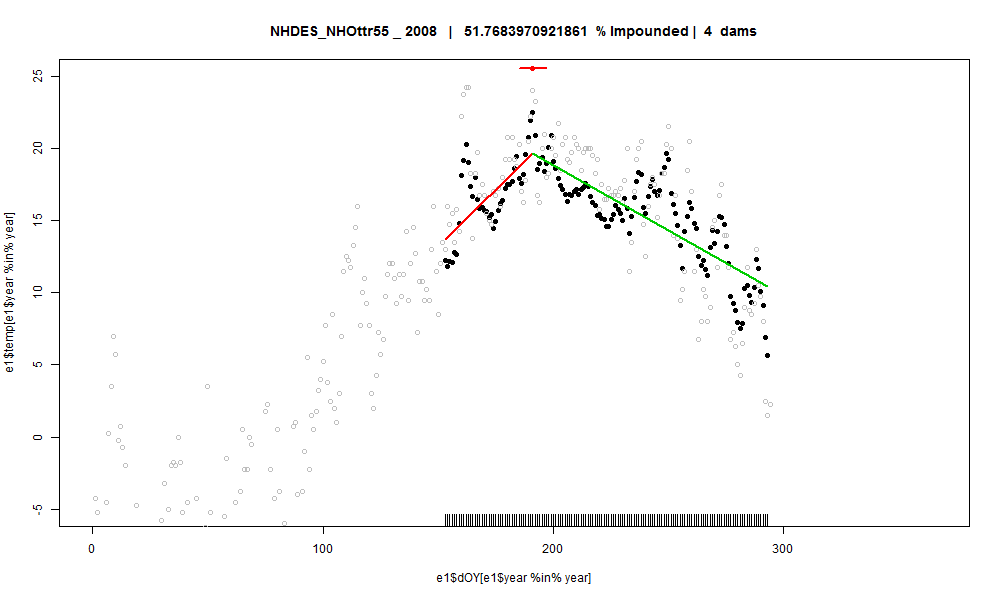 NHDES_NHOttr55 _ 2008 | 51.7683970921861 % Impounded | 4 dams
25
20
15
10
5
0
-5
e1$temp[e1$year %in% year]
0 100 200 300
e1$dOY[e1$year %in% year]